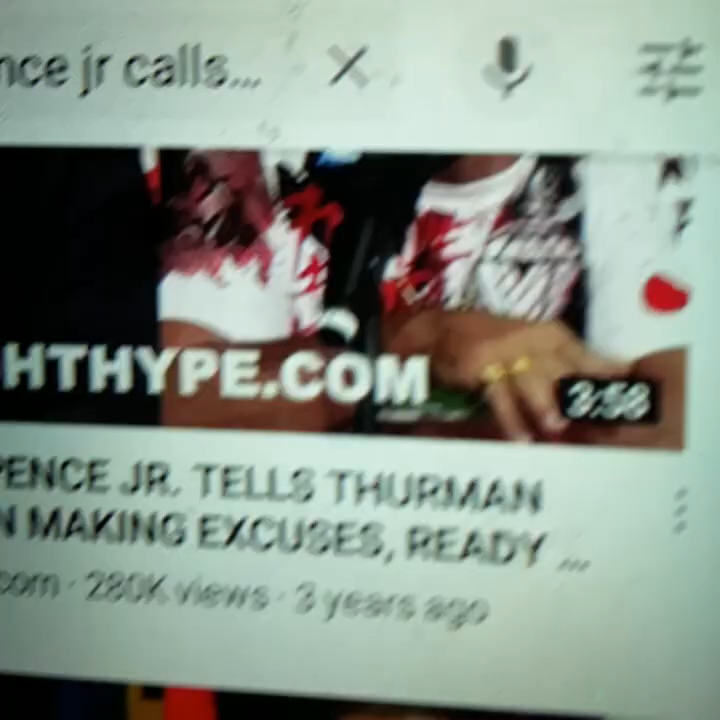 nce jr calls...
HTHYPE.COM
3:58
PENCE JR. TELLS THURMAN
N MAKING EXCUSES, READY ...
com · 280K views · 3 years ago